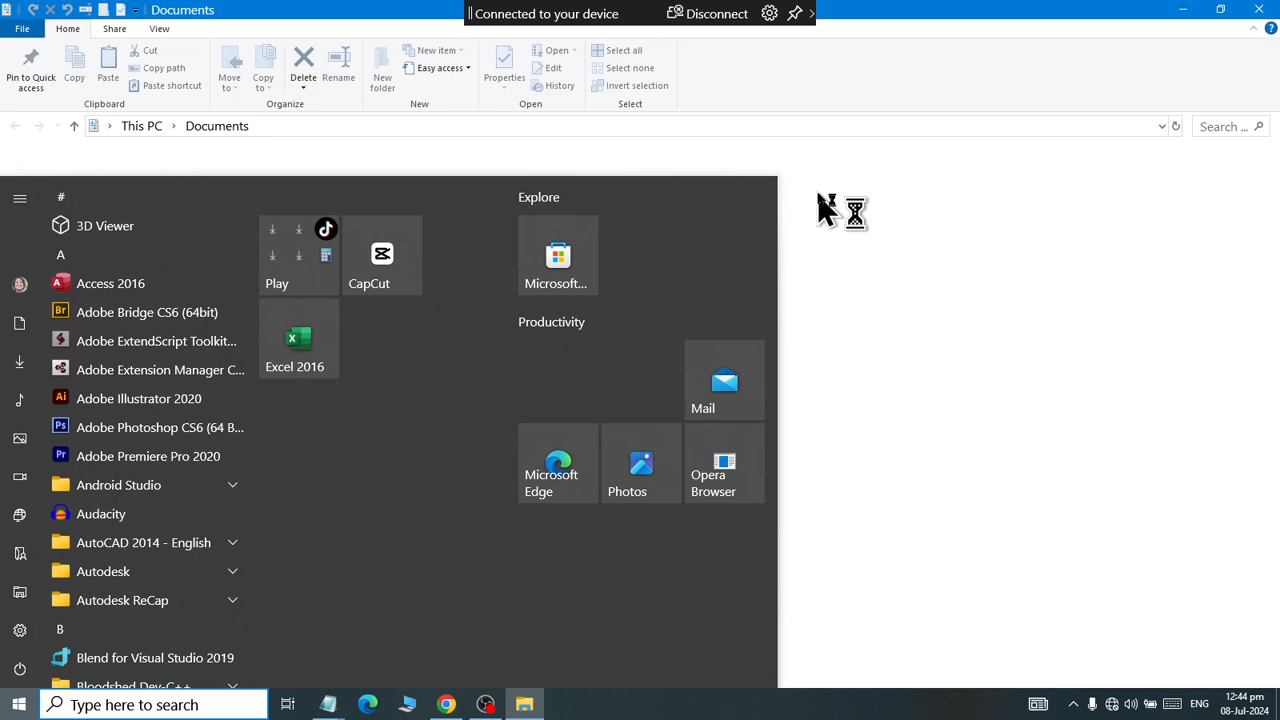 Documents
Connected to your device
Disconnect
File
Home
Share
View
Pin to Quick
access
Copy
Paste
Cut
Copy path
Paste shortcut
Clipboard
Move
to
Copy
to
Delete
Rename
Organize
New
folder
New item
Easy access
New
Properties
Open
Edit
History
Open
Select all
Select none
Invert selection
Select
This PC
Documents
Search ...
#
3D Viewer
A
Access 2016
Adobe Bridge CS6 (64bit)
Adobe ExtendScript Toolkit...
Adobe Extension Manager C...
Adobe Illustrator 2020
Adobe Photoshop CS6 (64 B...
Adobe Premiere Pro 2020
Android Studio
Audacity
AutoCAD 2014 - English
Autodesk
Autodesk ReCap
B
Blend for Visual Studio 2019
Bloodshed Dev-C++
Play
CapCut
Excel 2016
Explore
Microsoft...
Productivity
Mail
Microsoft
Edge
Photos
Opera
Browser
Type here to search
ENG
12:44 pm
08-Jul-2024